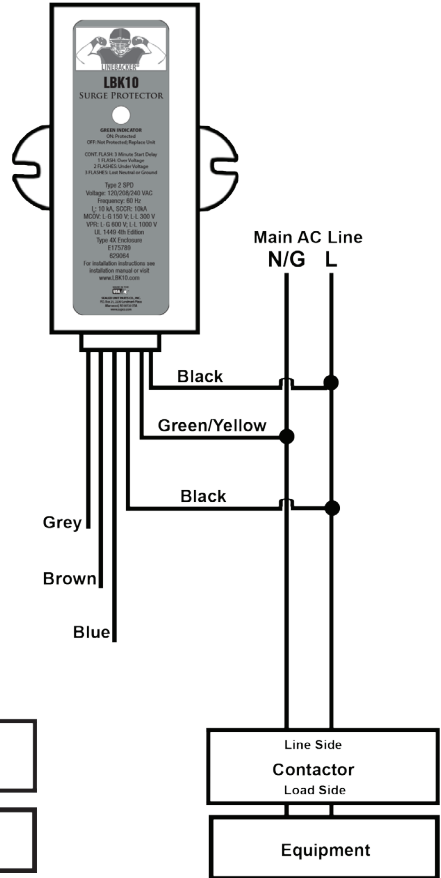 LINEBACKER
LBK10
SURGE PROTECTOR
GREEN INDICATOR
ON: Protected
OFF: Not Protected; Replace Unit
CONT. FLASH: 5 Minute Start Delay
1 FLASH: Over Voltage
2 FLASHES: Under Voltage
3 FLASHES: Lost Neutral or Ground
Type 2 SPD
Voltage: 120/208/240 VAC
Frequency: 60 Hz
Iₙ: 10 kA, SCCR: 10kA
MCOV: L-G 150 V; L-L 300 V
VPR: L-G 600 V; L-L 1000 V
UL 1449 4th Edition
Type 4X Enclosure
E175789
629064
For Installation instructions see
installation manual or visit
www.LBK10.com
Main AC Line
N/G L
Black
Green/Yellow
Black
Grey
Brown
Blue
Line Side
Contactor
Load Side
Equipment